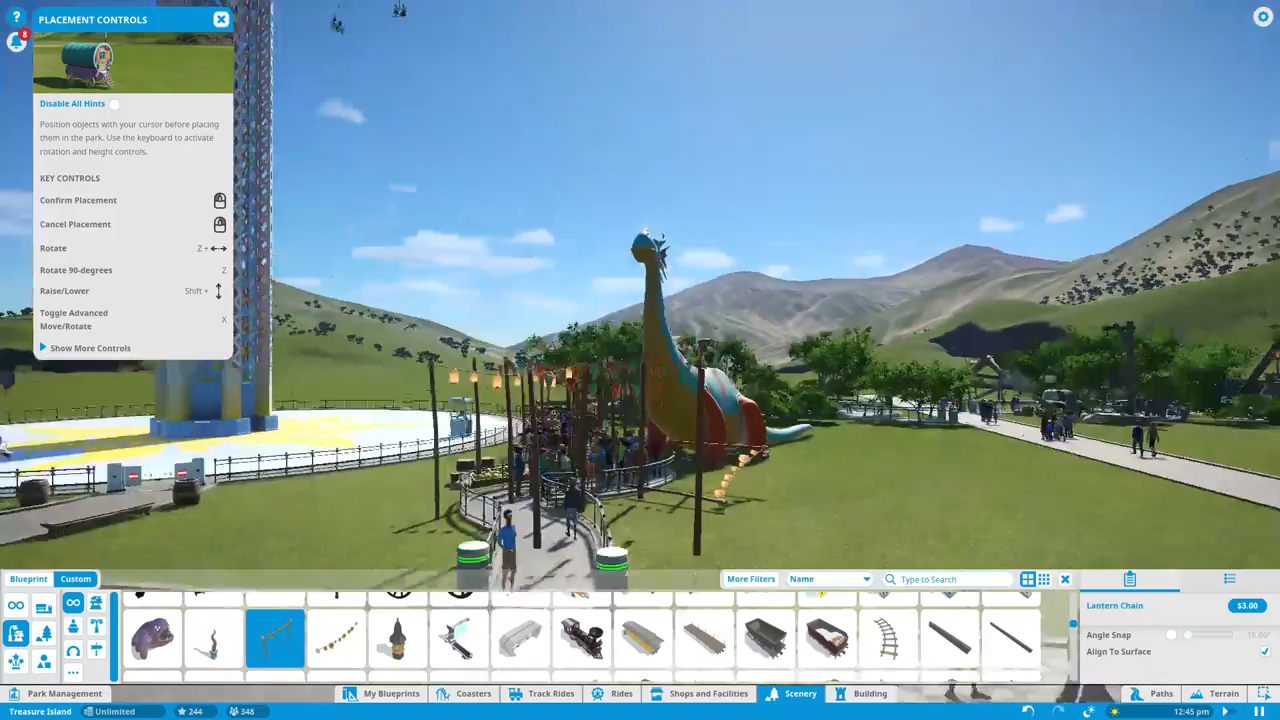 ?
PLACEMENT CONTROLS
8
Disable All Hints
Position objects with your cursor before placing
them in the park. Use the keyboard to activate
rotation and height controls.
KEY CONTROLS
Confirm Placement
Cancel Placement
Rotate Z +
Rotate 90-degrees Z
Raise/Lower Shift +
Toggle Advanced
Move/Rotate X
Show More Controls
Blueprint Custom
More Filters Name Type to Search
Lantern Chain $3.00
Angle Snap 15.00°
Align To Surface
Park Management My Blueprints Coasters Track Rides Rides Shops and Facilities Scenery Building Paths Terrain
Treasure Island Unlimited 244 348 12:45 pm